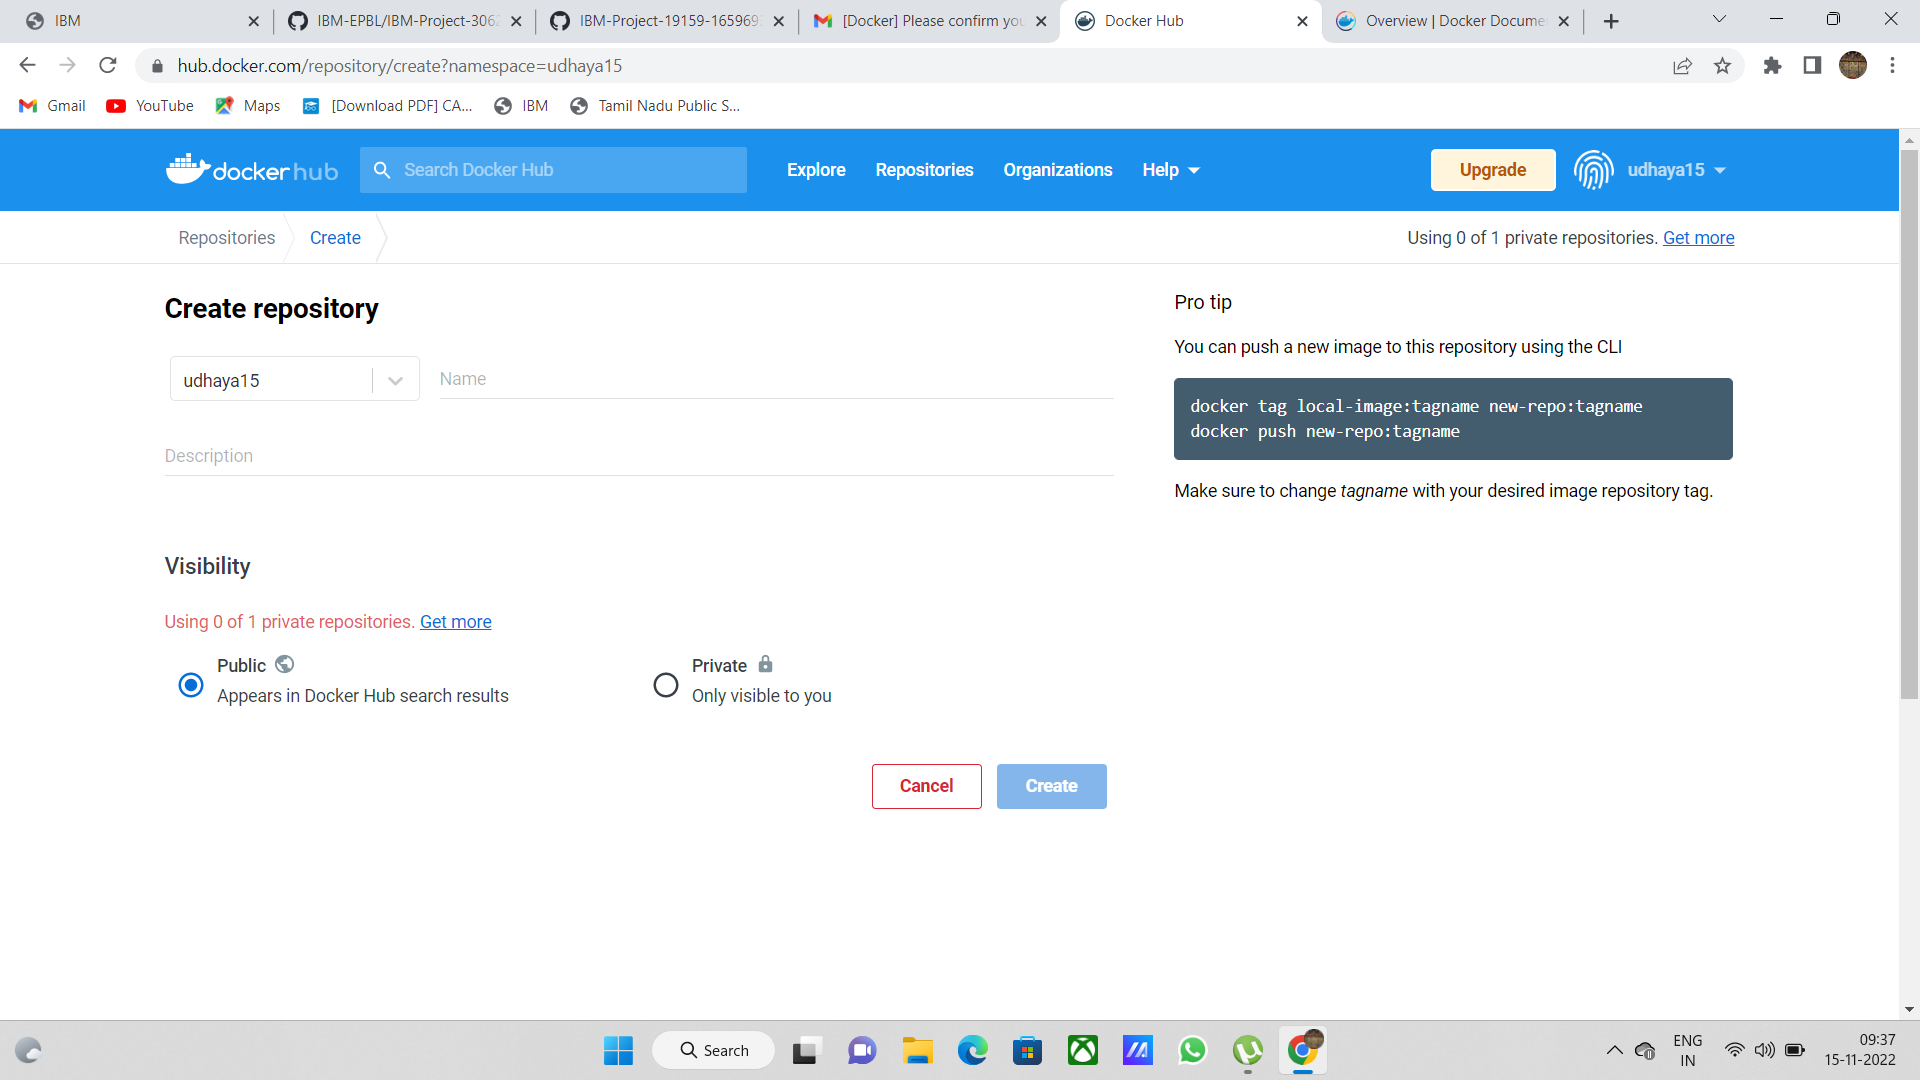 IBM
IBM-EPBL/IBM-Project-3062
IBM-Project-19159-165969
[Docker] Please confirm you
Docker Hub
Overview | Docker Docume
hub.docker.com/repository/create?namespace=udhaya15
Gmail
YouTube
Maps
[Download PDF] CA...
IBM
Tamil Nadu Public S...
docker hub
Search Docker Hub
Explore
Repositories
Organizations
Help
Upgrade
udhaya15
Repositories
Create
Using 0 of 1 private repositories. Get more
Create repository
udhaya15
Name
Description
Pro tip
You can push a new image to this repository using the CLI
docker tag local-image:tagname new-repo:tagname
docker push new-repo:tagname
Make sure to change tagname with your desired image repository tag.
Visibility
Using 0 of 1 private repositories. Get more
Public
Appears in Docker Hub search results
Private
Only visible to you
Cancel
Create
Search
ENG
IN
09:37
15-11-2022